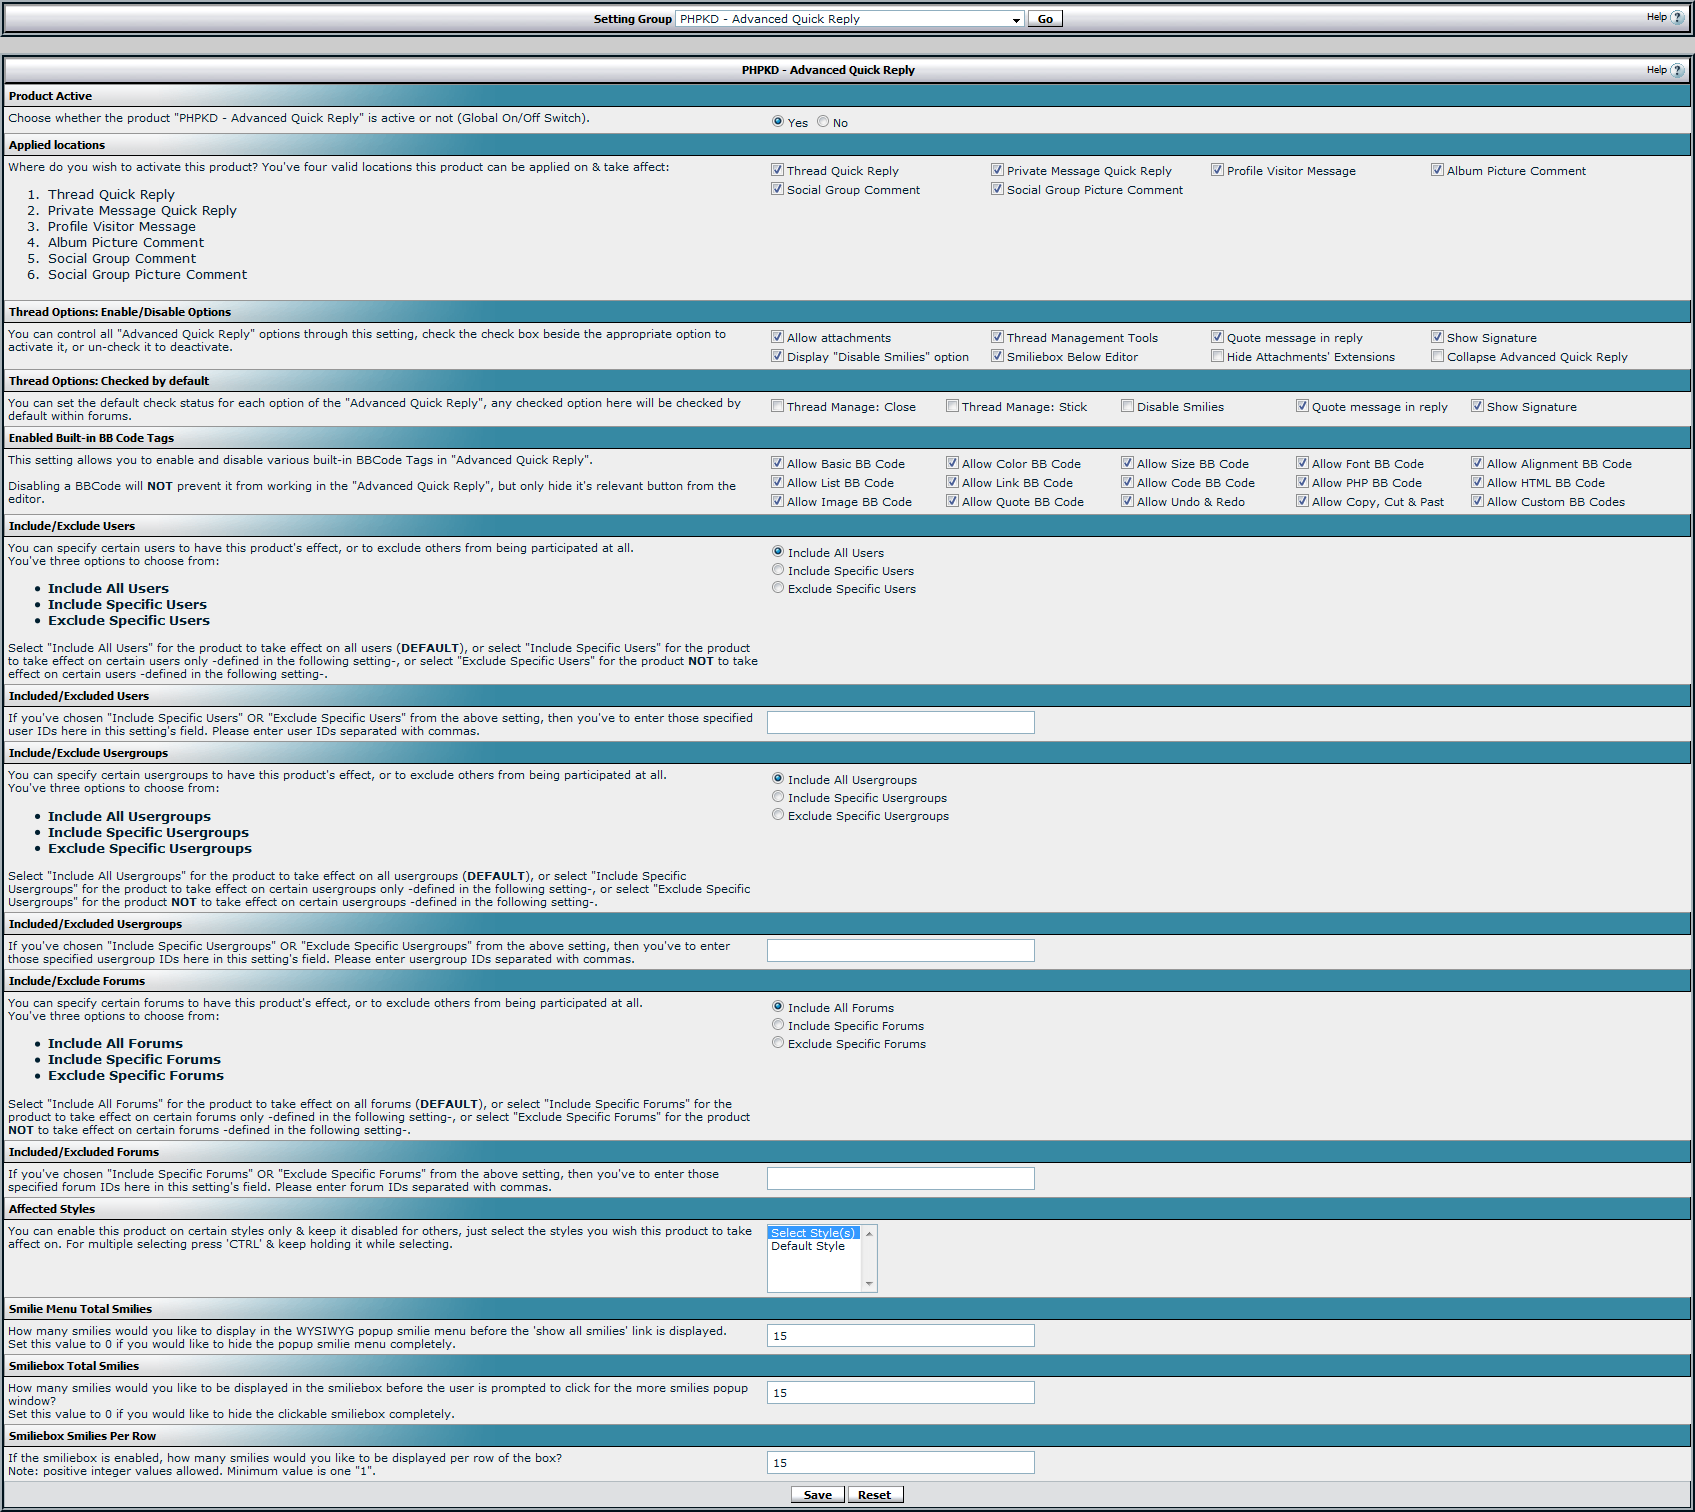 Setting Group PHPKD - Advanced Quick Reply Go Help ?
PHPKD - Advanced Quick Reply Help ?
Product Active
Choose whether the product "PHPKD - Advanced Quick Reply" is active or not (Global On/Off Switch).
Yes No
Applied locations
Where do you wish to activate this product? You've four valid locations this product can be applied on & take affect:
1. Thread Quick Reply
2. Private Message Quick Reply
3. Profile Visitor Message
4. Album Picture Comment
5. Social Group Comment
6. Social Group Picture Comment
Thread Quick Reply Private Message Quick Reply Profile Visitor Message Album Picture Comment
Social Group Comment Social Group Picture Comment
Thread Options: Enable/Disable Options
You can control all "Advanced Quick Reply" options through this setting, check the check box beside the appropriate option to
activate it, or un-check it to deactivate.
Allow attachments Thread Management Tools Quote message in reply Show Signature
Display "Disable Smilies" option Smiliebox Below Editor Hide Attachments' Extensions Collapse Advanced Quick Reply
Thread Options: Checked by default
You can set the default check status for each option of the "Advanced Quick Reply", any checked option here will be checked by
default within forums.
Thread Manage: Close Thread Manage: Stick Disable Smilies Quote message in reply Show Signature
Enabled Built-in BB Code Tags
This setting allows you to enable and disable various built-in BBCode Tags in "Advanced Quick Reply".
Disabling a BBCode will NOT prevent it from working in the "Advanced Quick Reply", but only hide it's relevant button from the
editor.
Allow Basic BB Code Allow Color BB Code Allow Size BB Code Allow Font BB Code Allow Alignment BB Code
Allow List BB Code Allow Link BB Code Allow Code BB Code Allow PHP BB Code Allow HTML BB Code
Allow Image BB Code Allow Quote BB Code Allow Undo & Redo Allow Copy, Cut & Past Allow Custom BB Codes
Include/Exclude Users
You can specify certain users to have this product's effect, or to exclude others from being participated at all.
You've three options to choose from:
• Include All Users
• Include Specific Users
• Exclude Specific Users
Select "Include All Users" for the product to take effect on all users (DEFAULT), or select "Include Specific Users" for the product
to take effect on certain users only -defined in the following setting-, or select "Exclude Specific Users" for the product NOT to take
effect on certain users -defined in the following setting-.
Include All Users
Include Specific Users
Exclude Specific Users
Included/Excluded Users
If you've chosen "Include Specific Users" OR "Exclude Specific Users" from the above setting, then you've to enter those specified
user IDs here in this setting's field. Please enter user IDs separated with commas.
Include/Exclude Usergroups
You can specify certain usergroups to have this product's effect, or to exclude others from being participated at all.
You've three options to choose from:
• Include All Usergroups
• Include Specific Usergroups
• Exclude Specific Usergroups
Select "Include All Usergroups" for the product to take effect on all usergroups (DEFAULT), or select "Include Specific
Usergroups" for the product to take effect on certain usergroups only -defined in the following setting-, or select "Exclude Specific
Usergroups" for the product NOT to take effect on certain usergroups -defined in the following setting-.
Include All Usergroups
Include Specific Usergroups
Exclude Specific Usergroups
Included/Excluded Usergroups
If you've chosen "Include Specific Usergroups" OR "Exclude Specific Usergroups" from the above setting, then you've to enter
those specified usergroup IDs here in this setting's field. Please enter usergroup IDs separated with commas.
Include/Exclude Forums
You can specify certain forums to have this product's effect, or to exclude others from being participated at all.
You've three options to choose from:
• Include All Forums
• Include Specific Forums
• Exclude Specific Forums
Select "Include All Forums" for the product to take effect on all forums (DEFAULT), or select "Include Specific Forums" for the
product to take effect on certain forums only -defined in the following setting-, or select "Exclude Specific Forums" for the product
NOT to take effect on certain forums -defined in the following setting-.
Include All Forums
Include Specific Forums
Exclude Specific Forums
Included/Excluded Forums
If you've chosen "Include Specific Forums" OR "Exclude Specific Forums" from the above setting, then you've to enter those
specified forum IDs here in this setting's field. Please enter forum IDs separated with commas.
Affected Styles
You can enable this product on certain styles only & keep it disabled for others, just select the styles you wish this product to take
affect on. For multiple selecting press 'CTRL' & keep holding it while selecting.
Select Style(s)
Default Style
Smilie Menu Total Smilies
How many smilies would you like to display in the WYSIWYG popup smilie menu before the 'show all smilies' link is displayed.
Set this value to 0 if you would like to hide the popup smilie menu completely.
15
Smiliebox Total Smilies
How many smilies would you like to be displayed in the smiliebox before the user is prompted to click for the more smilies popup
window?
Set this value to 0 if you would like to hide the clickable smiliebox completely.
15
Smiliebox Smilies Per Row
If the smiliebox is enabled, how many smilies would you like to be displayed per row of the box?
Note: positive integer values allowed. Minimum value is one "1".
15
Save Reset